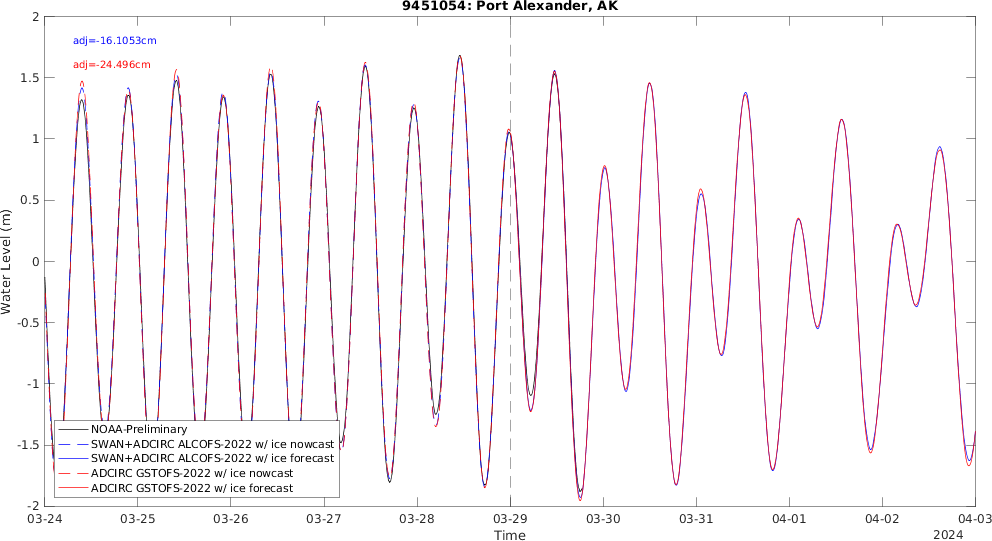 9451054: Port Alexander, AK
adj=-16.1053cm
adj=-24.496cm
Water Level (m)
2
1.5
1
0.5
0
-0.5
-1
-1.5
-2
NOAA-Preliminary
SWAN+ADCIRC ALCOFS-2022 w/ ice nowcast
SWAN+ADCIRC ALCOFS-2022 w/ ice forecast
ADCIRC GSTOFS-2022 w/ ice nowcast
ADCIRC GSTOFS-2022 w/ ice forecast
03-24 03-25 03-26 03-27 03-28 03-29 03-30 03-31 04-01 04-02 04-03
Time
2024